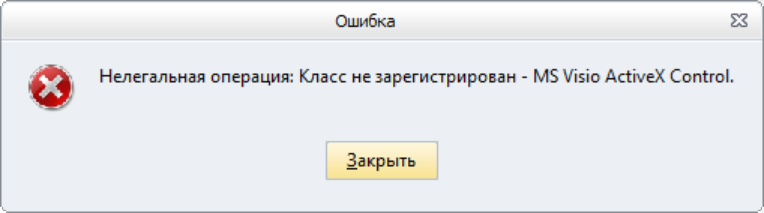 Ошибка
Нелегальная операция: Класс не зарегистрирован - MS Visio ActiveX Control.
Закрыть